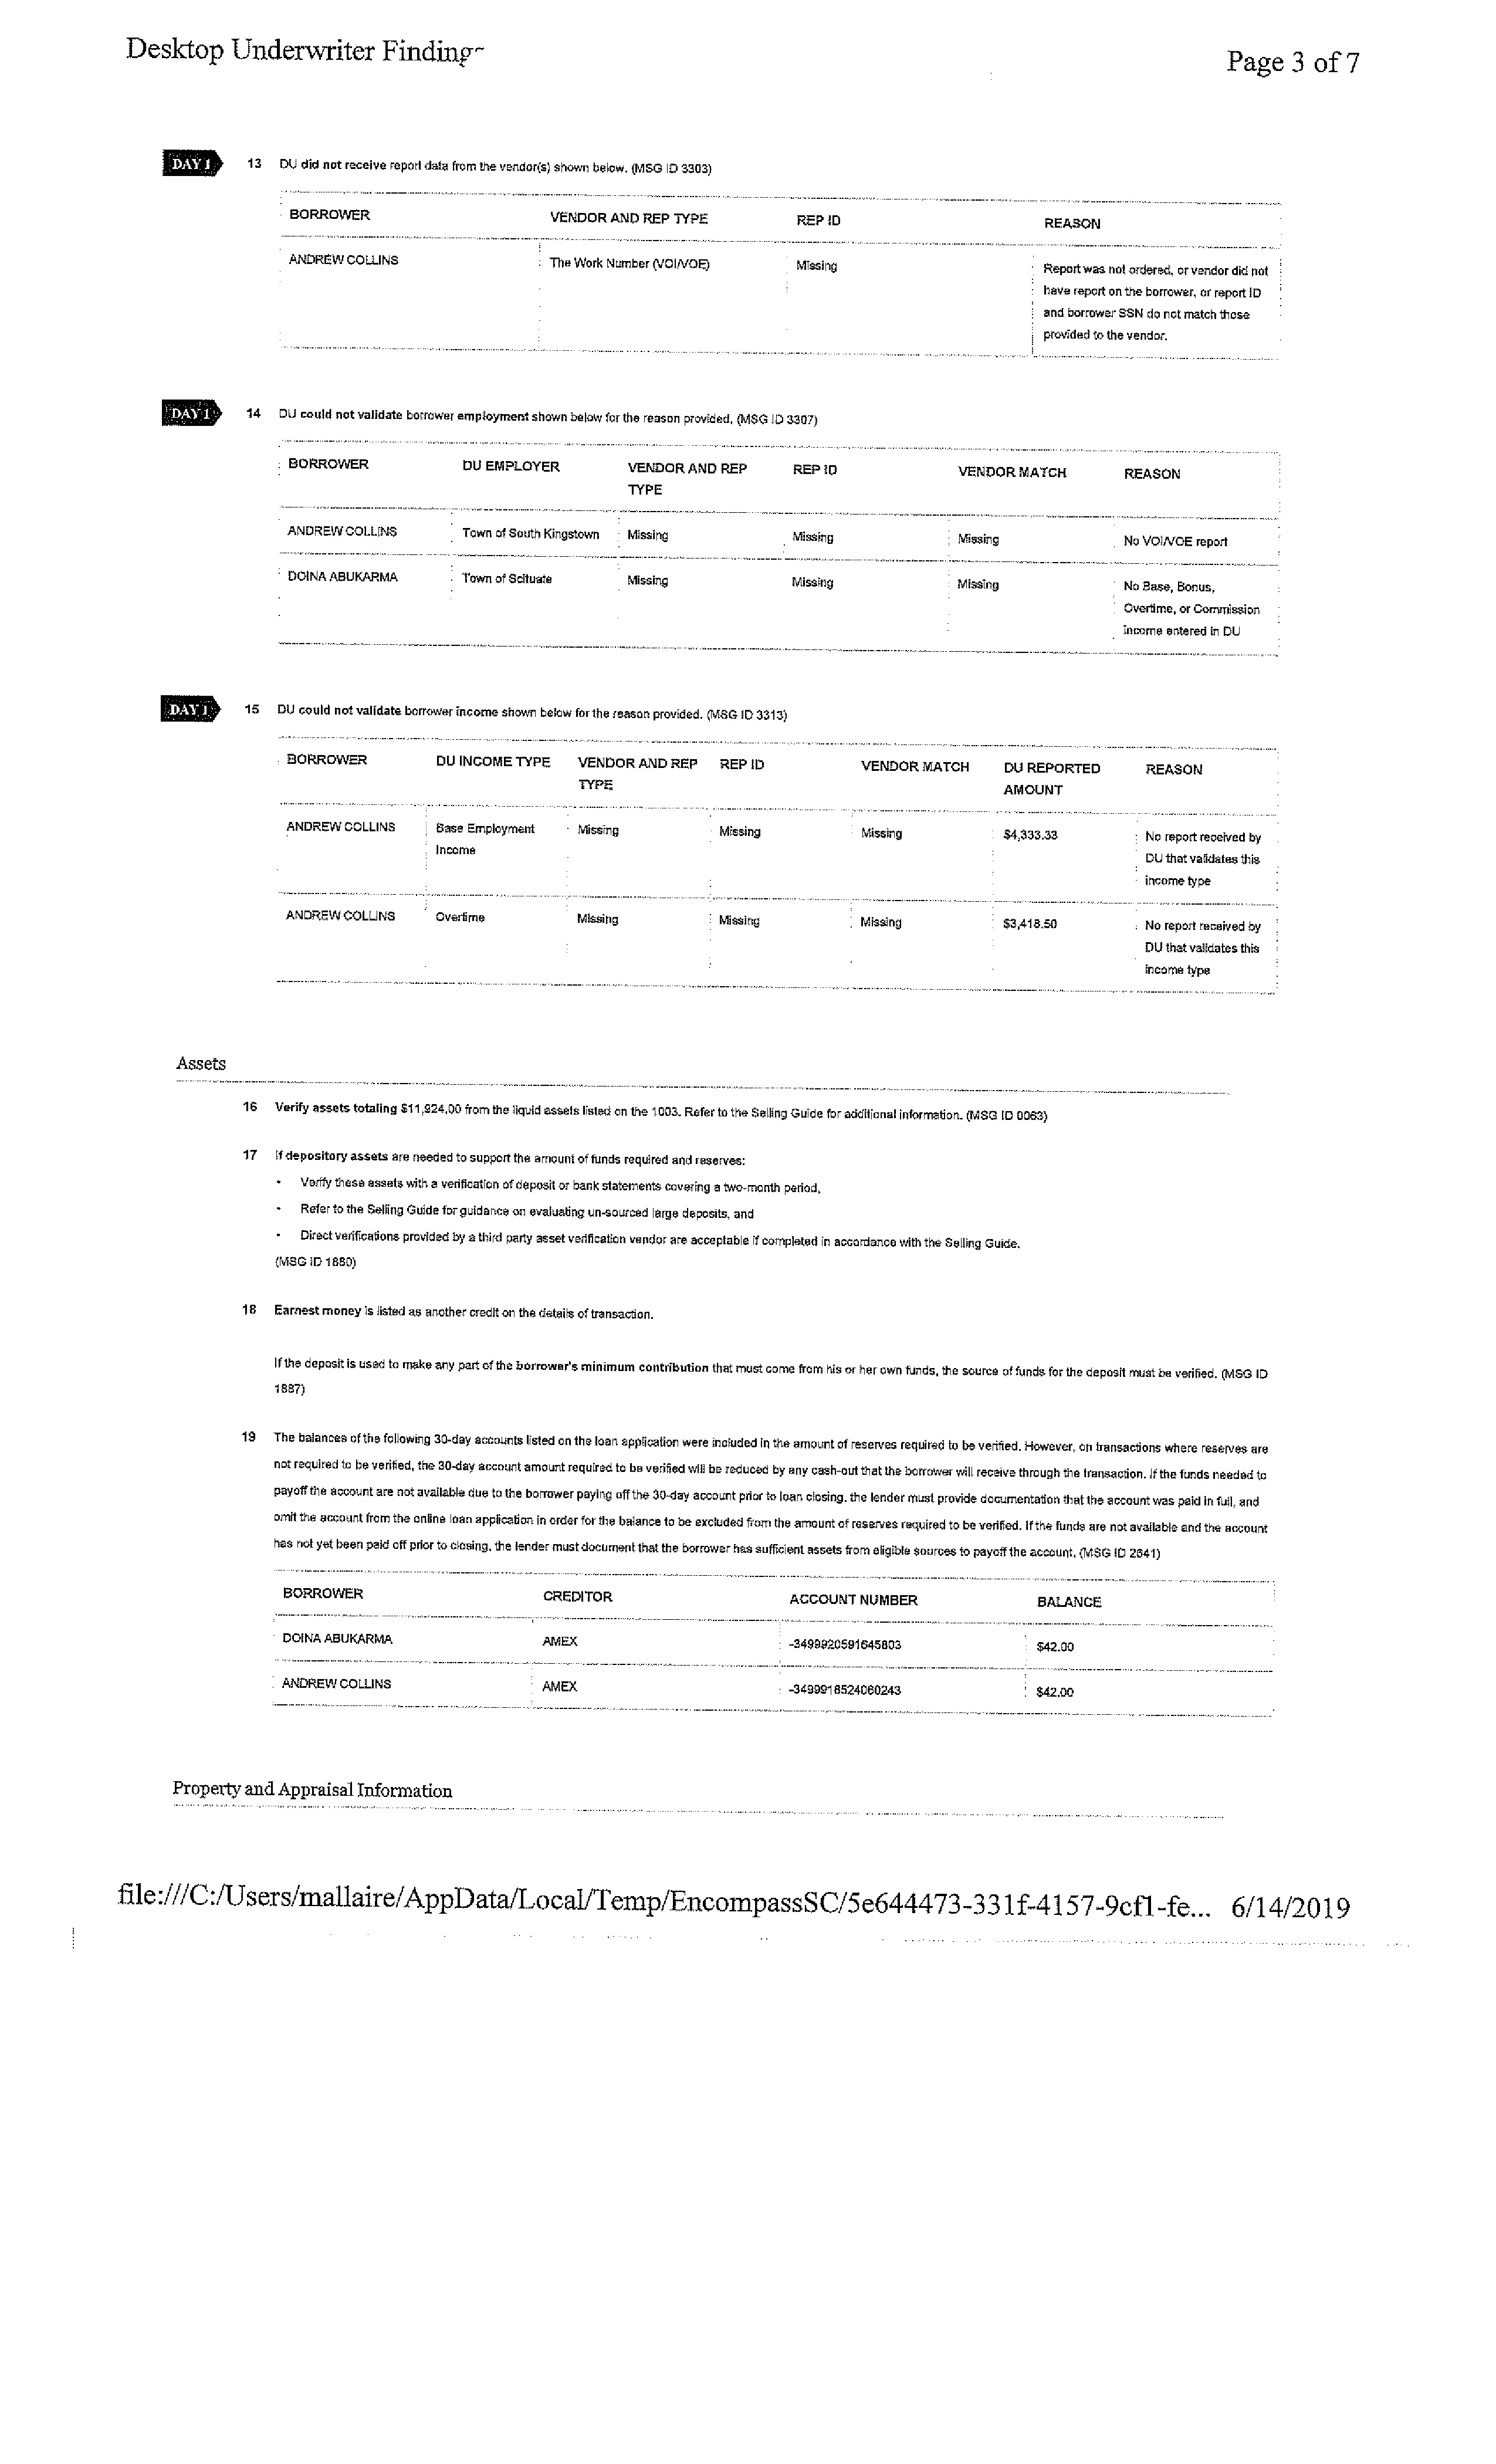 Desktop Underwriter Finding
Page 3 of 7
DAY 1 13 DU did not receive report data from the vendor(s) shown below. (MSG ID 3303)
BORROWER VENDOR AND REP TYPE REP ID REASON
ANDREW COLLINS The Work Number (VOI/VOE) Missing Report was not ordered, or vendor did not
have report on the borrower, or report ID
and borrower SSN do not match those
provided to the vendor.
DAY 1 14 DU could not validate borrower employment shown below for the reason provided. (MSG ID 3307)
BORROWER DU EMPLOYER VENDOR AND REP REP ID VENDOR MATCH REASON
TYPE
ANDREW COLLINS Town of South Kingstown Missing Missing Missing No VOI/VOE report
DOINA ABUKARMA Town of Scituate Missing Missing Missing No Base, Bonus,
Overtime, or Commission
income entered in DU
DAY 1 15 DU could not validate borrower income shown below for the reason provided. (MSG ID 3313)
BORROWER DU INCOME TYPE VENDOR AND REP REP ID VENDOR MATCH DU REPORTED REASON
TYPE AMOUNT
ANDREW COLLINS Base Employment Missing Missing Missing $4,333.33 No report received by
Income DU that validates this
income type
ANDREW COLLINS Overtime Missing Missing Missing $3,418.50 No report received by
DU that validates this
income type
Assets
16 Verify assets totaling $11,924.00 from the liquid assets listed on the 1003. Refer to the Selling Guide for additional information. (MSG ID 0063)
17 If depository assets are needed to support the amount of funds required and reserves:
• Verify these assets with a verification of deposit or bank statements covering a two-month period,
• Refer to the Selling Guide for guidance on evaluating un-sourced large deposits, and
• Direct verifications provided by a third party asset verification vendor are acceptable if completed in accordance with the Selling Guide.
(MSG ID 1880)
18 Earnest money is listed as another credit on the details of transaction.
If the deposit is used to make any part of the borrower's minimum contribution that must come from his or her own funds, the source of funds for the deposit must be verified. (MSG ID
1887)
19 The balances of the following 30-day accounts listed on the loan application were included in the amount of reserves required to be verified. However, on transactions where reserves are
not required to be verified, the 30-day account amount required to be verified will be reduced by any cash-out that the borrower will receive through the transaction. If the funds needed to
payoff the account are not available due to the borrower paying off the 30-day account prior to loan closing, the lender must provide documentation that the account was paid in full, and
omit the account from the online loan application in order for the balance to be excluded from the amount of reserves required to be verified. If the funds are not available and the account
has not yet been paid off prior to closing, the lender must document that the borrower has sufficient assets from eligible sources to payoff the account. (MSG ID 2641)
BORROWER CREDITOR ACCOUNT NUMBER BALANCE
DOINA ABUKARMA AMEX -3499920591645803 $42.00
ANDREW COLLINS AMEX -3499918524060243 $42.00
Property and Appraisal Information
file:///C:/Users/mallaire/AppData/Local/Temp/EncompassSC/5e644473-331f-4157-9cf1-fe... 6/14/2019